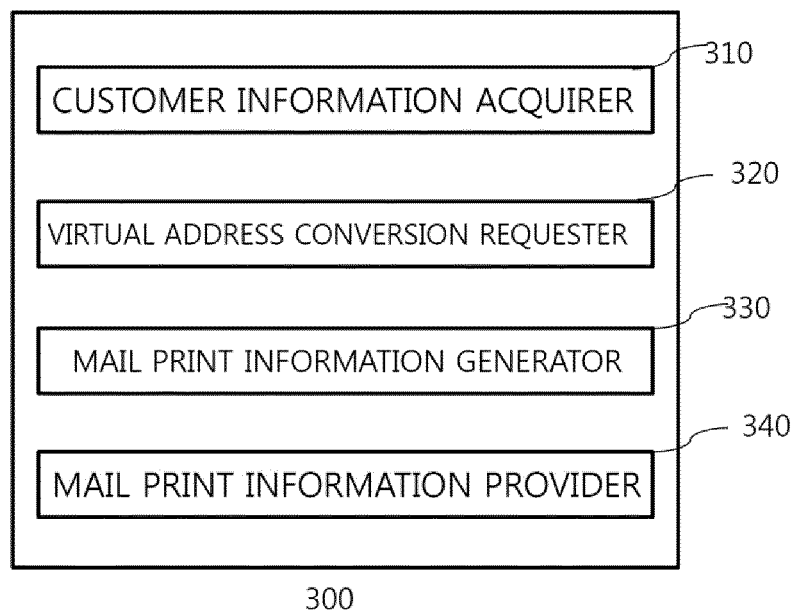 310
CUSTOMER INFORMATION ACQUIRER
320
VIRTUAL ADDRESS CONVERSION REQUESTER
330
MAIL PRINT INFORMATION GENERATOR
340
MAIL PRINT INFORMATION PROVIDER
300